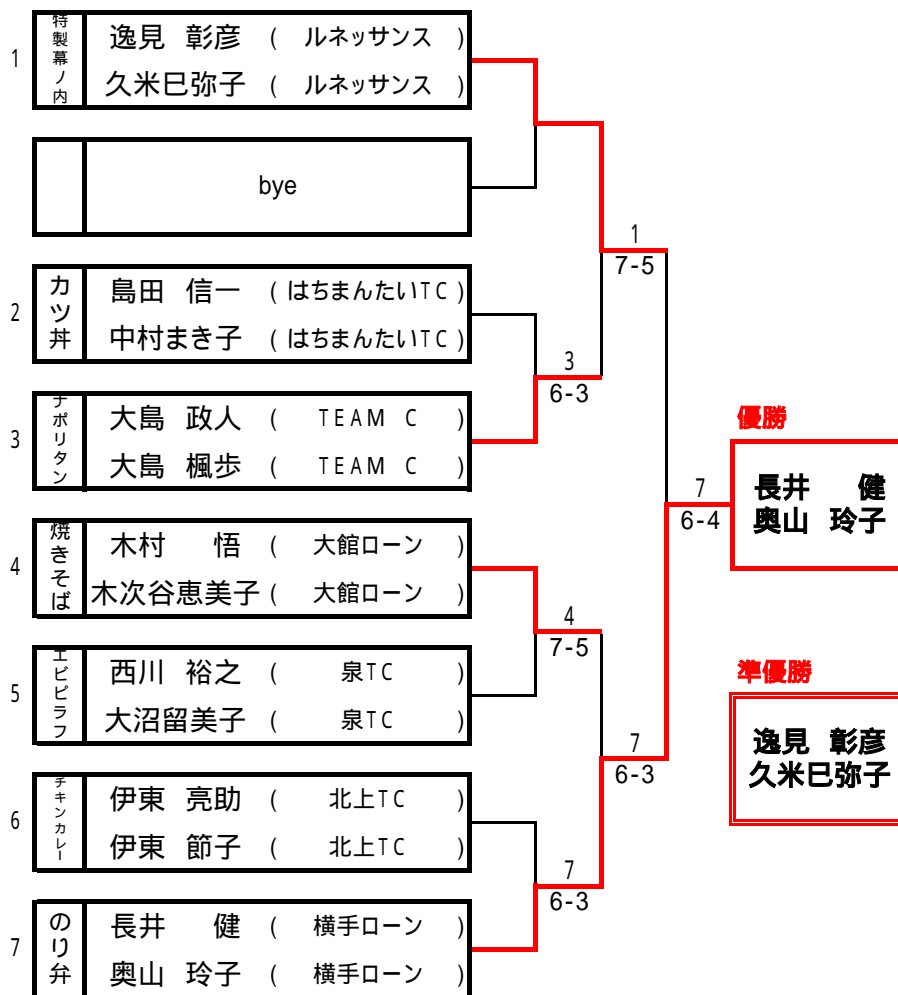 1
特製幕ノ内
逸見 彰彦 ( ルネッサンス )
久米巳弥子 ( ルネッサンス )
bye
2
カツ丼
島田 信一 ( はちまんたいTC )
中村まき子 ( はちまんたいTC )
3
ナポリタン
大島 政人 ( TEAM C )
大島 楓歩 ( TEAM C )
4
焼きそば
木村 悟 ( 大館ローン )
木次谷恵美子 ( 大館ローン )
5
エビピラフ
西川 裕之 ( 泉TC )
大沼留美子 ( 泉TC )
6
チキンカレー
伊東 亮助 ( 北上TC )
伊東 節子 ( 北上TC )
7
のり弁
長井 健 ( 横手ローン )
奥山 玲子 ( 横手ローン )
3
6-3
4
7-5
7
6-3
1
7-5
7
6-3
7
6-4
優勝
長井 健
奥山 玲子
準優勝
逸見 彰彦
久米巳弥子